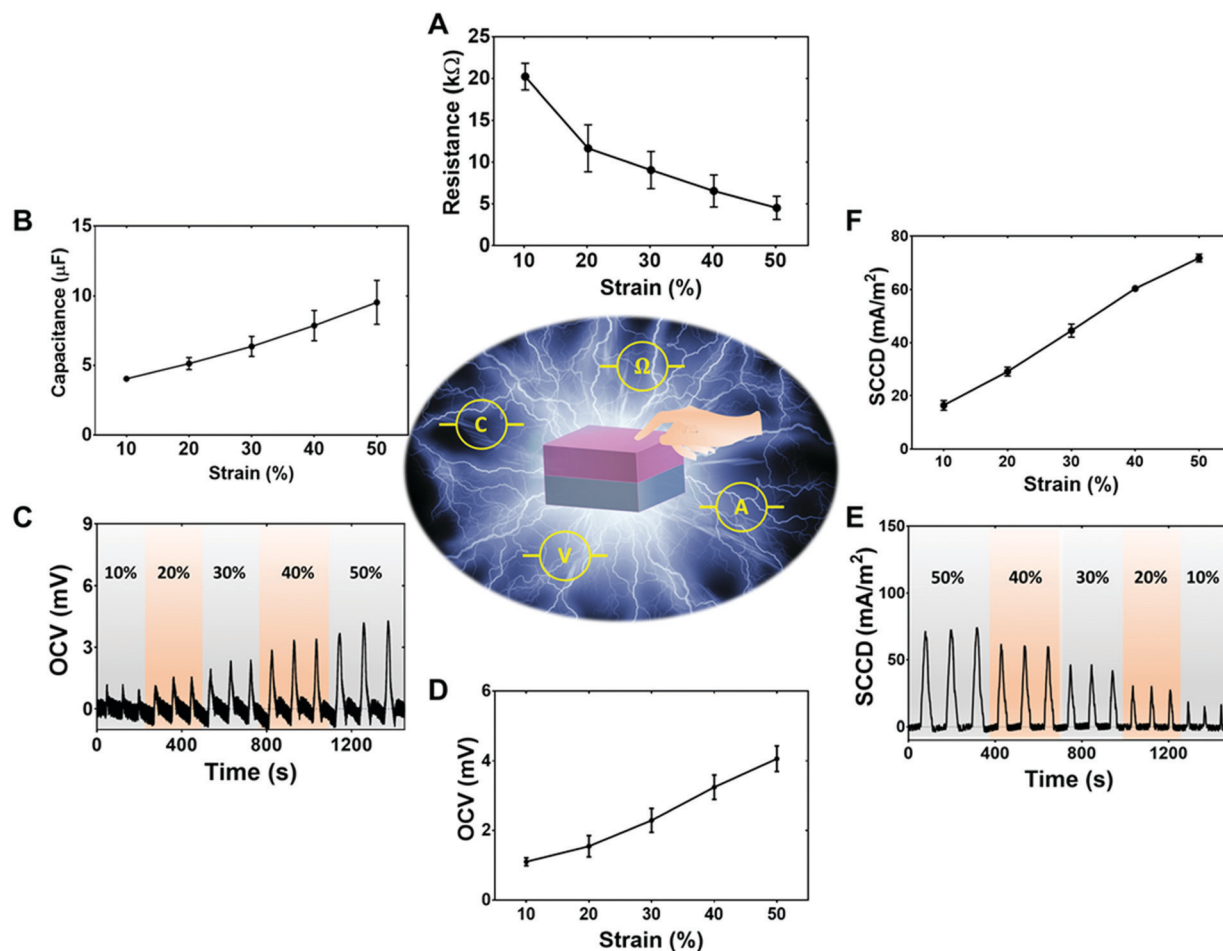 A
Resistance (kΩ)
25
20
15
10
5
0
10 20 30 40 50
Strain (%)
B
Capacitance (μF)
15
10
5
0
10 20 30 40 50
Strain (%)
F
SCCD (mA/m²)
80
60
40
20
0
10 20 30 40 50
Strain (%)
Ω
C
A
V
C
OCV (mV)
9
6
3
0
10% 20% 30% 40% 50%
0 400 800 1200
Time (s)
D
OCV (mV)
6
4
2
0
10 20 30 40 50
Strain (%)
E
SCCD (mA/m²)
150
100
50
0
50% 40% 30% 20% 10%
0 400 800 1200
Time (s)